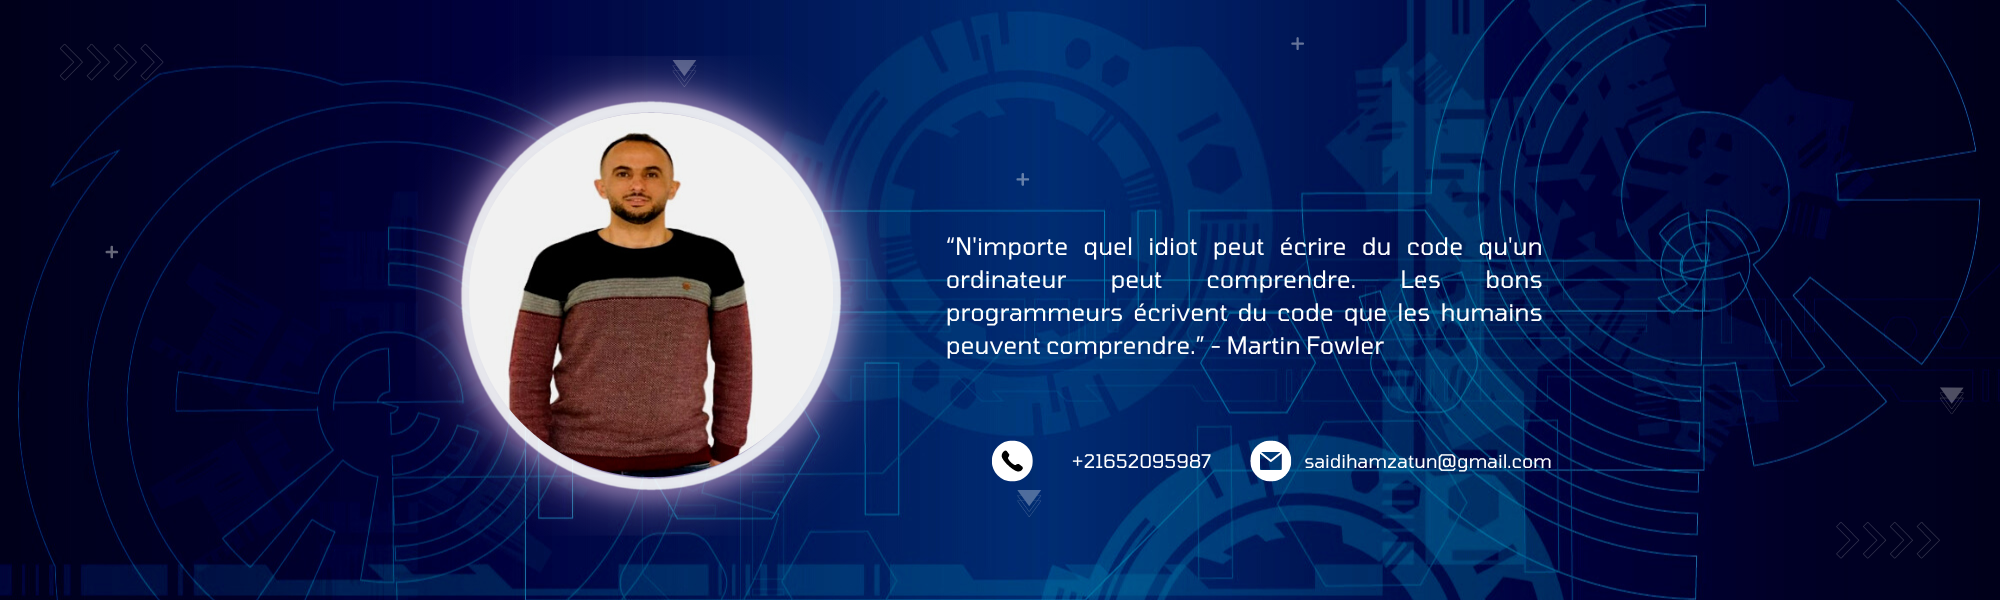 “N'importe quel idiot peut écrire du code qu'un
ordinateur peut comprendre. Les bons
programmeurs écrivent du code que les humains
peuvent comprendre.” - Martin Fowler
+21652095987
saidihamzatun@gmail.com